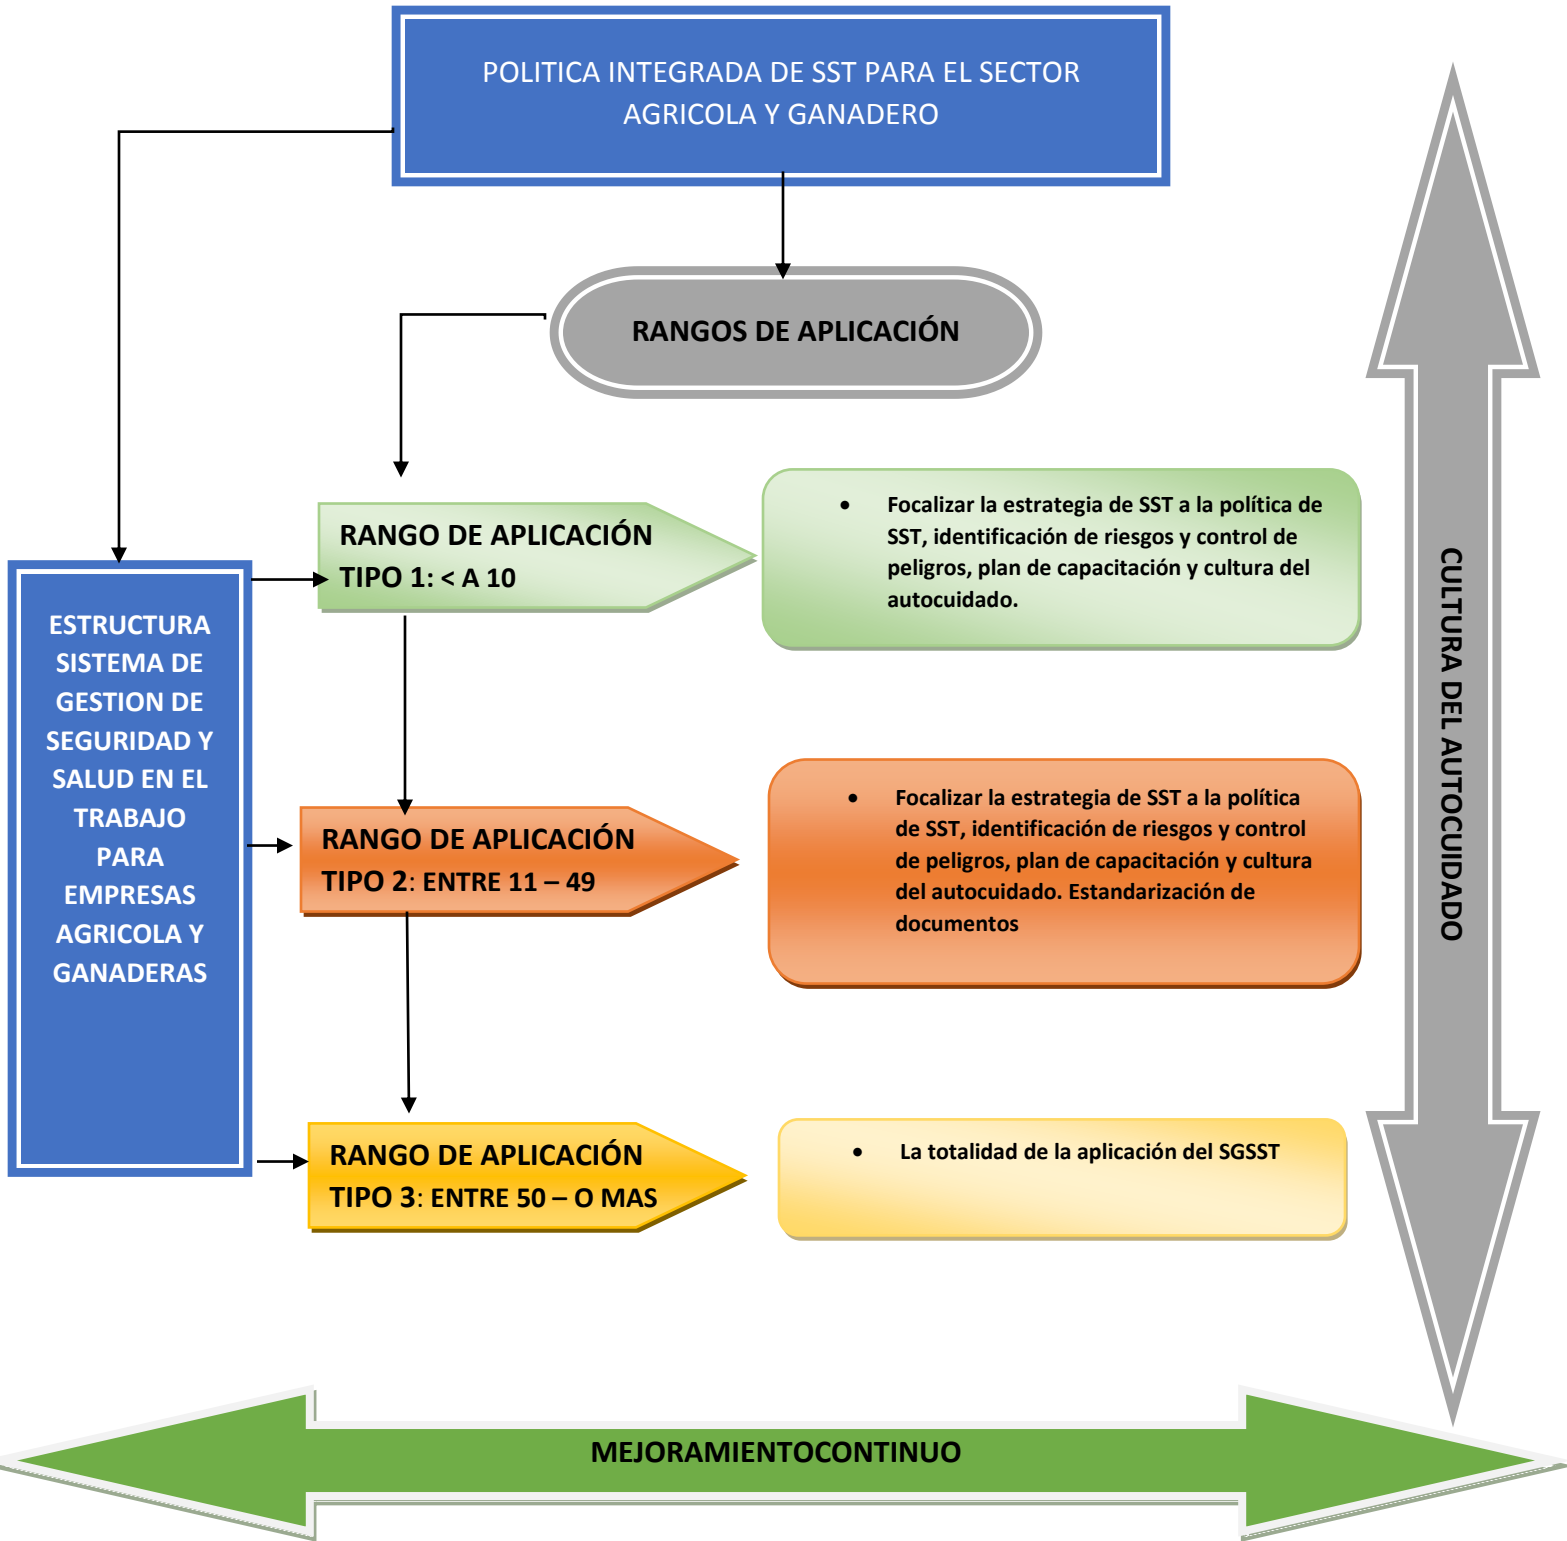 POLITICA INTEGRADA DE SST PARA EL SECTOR
AGRICOLA Y GANADERO
RANGOS DE APLICACIÓN
RANGO DE APLICACIÓN
TIPO 1: < A 10
• Focalizar la estrategia de SST a la política de
SST, identificación de riesgos y control de
peligros, plan de capacitación y cultura del
autocuidado.
ESTRUCTURA
SISTEMA DE
GESTION DE
SEGURIDAD Y
SALUD EN EL
TRABAJO
PARA
EMPRESAS
AGRICOLA Y
GANADERAS
RANGO DE APLICACIÓN
TIPO 2: ENTRE 11 – 49
• Focalizar la estrategia de SST a la política
de SST, identificación de riesgos y control
de peligros, plan de capacitación y cultura
del autocuidado. Estandarización de
documentos
RANGO DE APLICACIÓN
TIPO 3: ENTRE 50 – O MAS
• La totalidad de la aplicación del SGSST
CULTURA DEL AUTOCUIDADO
MEJORAMIENTOCONTINUO